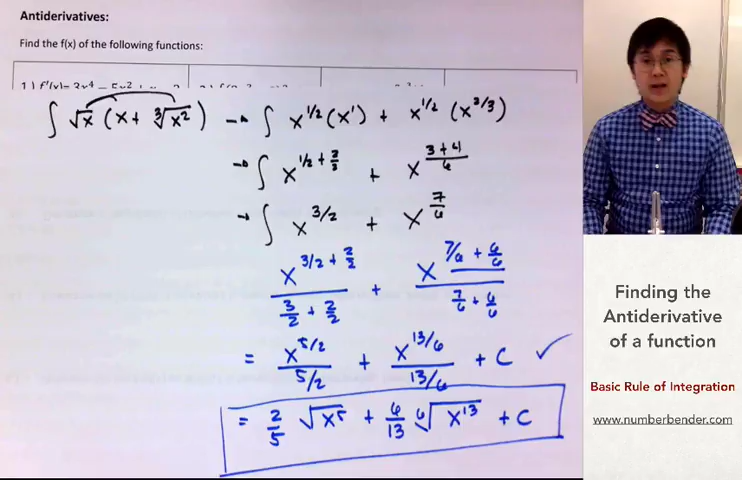 Antiderivatives:
Find the f(x) of the following functions:
∫ √x (x + ∛x²) → ∫ x^1/2 (x¹) + x^1/2 (x^2/3)
→ ∫ x^1/2 + 2/2 + x^(3+4)/6
→ ∫ x^3/2 + x^7/6
x^(3/2 + 2/2) / (3/2 + 2/2) + x^(7/6 + 6/6) / (7/6 + 6/6)
= x^5/2 / 5/2 + x^13/6 / 13/6 + C ✓
= 2/5 √x⁵ + 6/13 ⁶√x¹³ + C
Finding the
Antiderivative
of a function
Basic Rule of Integration
www.numberbender.com